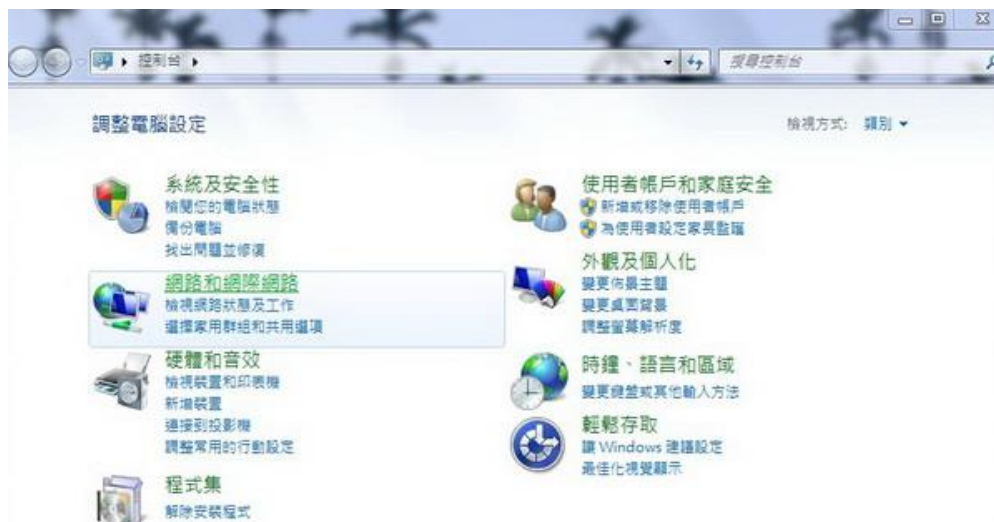 控制台
搜尋控制台
調整電腦設定
檢視方式: 類別
系統及安全性
檢閱您的電腦狀態
備份電腦
找出問題並修復
網路和網際網路
檢視網路狀態及工作
選擇家用群組和共用選項
硬體和音效
檢視裝置和印表機
新增裝置
連接到投影機
調整常用的行動設定
程式集
解除安裝程式
使用者帳戶和家庭安全
新增或移除使用者帳戶
為使用者設定家長監護
外觀及個人化
變更佈景主題
變更桌面背景
調整螢幕解析度
時鐘、語言和區域
變更鍵盤或其他輸入方法
輕鬆存取
讓 Windows 建議設定
最佳化視覺顯示